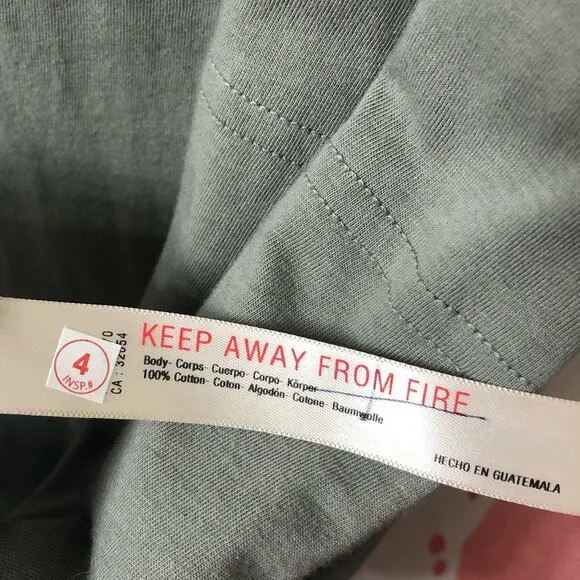 4
INSP.#
CA: 32054
KEEP AWAY FROM FIRE
Body- Corps- Cuerpo- Corpo- Körper
100% Cotton- Coton- Algodón- Cotone- Baumwolle
HECHO EN GUATEMALA